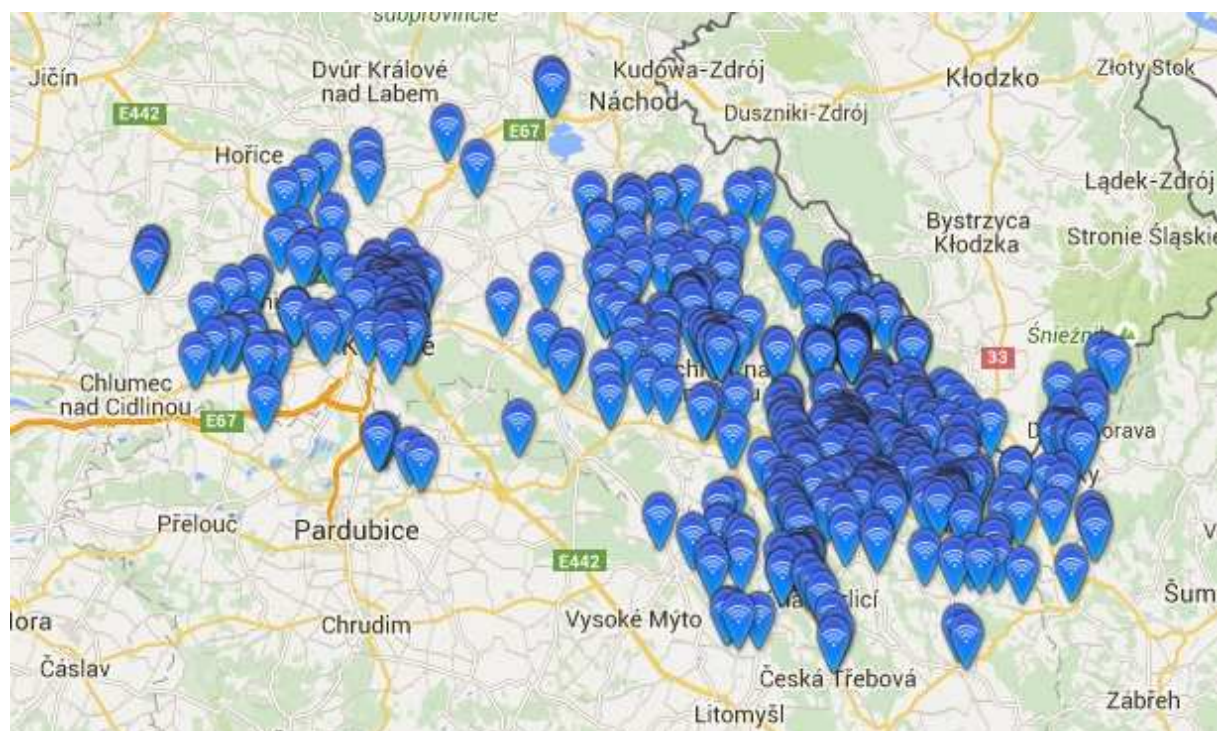 subprovincie
Jičín
Dvůr Králové
nad Labem
Kudowa-Zdrój
Kłodzko
Złoty Stok
E442
Náchod
Duszniki-Zdrój
E67
Hořice
Lądek-Zdrój
Bystrzyca
Kłodzka
Stronie Śląskie
Śnieżnik
33
Chlumec
nad Cidlinou
E67
Přelouč
Pardubice
E442
Vysoké Mýto
Chrudim
Čáslav
Česká Třebová
Zábřeh
Litomyšl